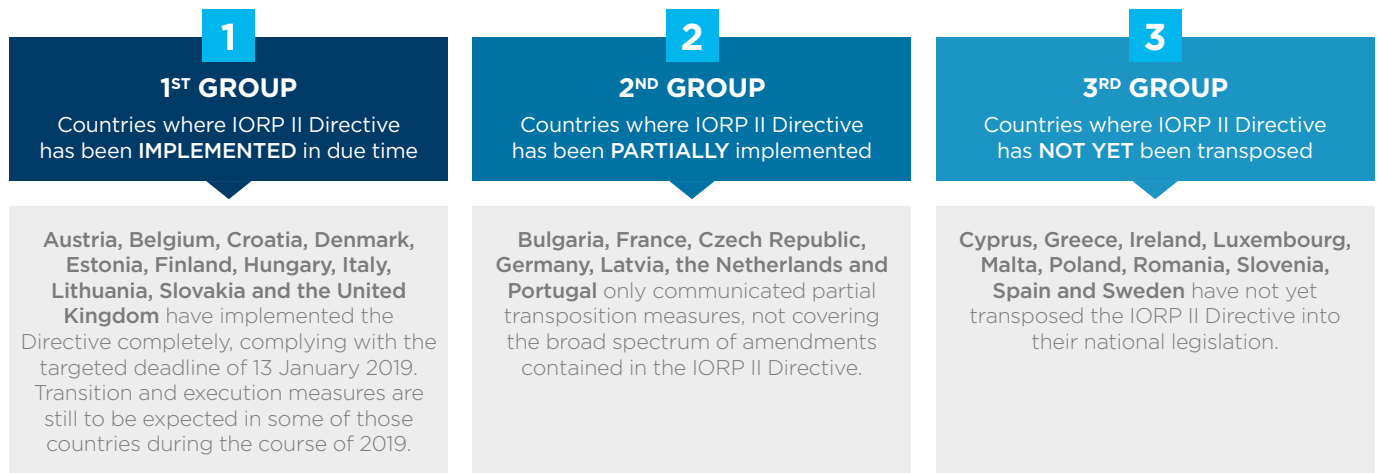 1
1ST GROUP
Countries where IORP II Directive
has been IMPLEMENTED in due time
Austria, Belgium, Croatia, Denmark,
Estonia, Finland, Hungary, Italy,
Lithuania, Slovakia and the United
Kingdom have implemented the
Directive completely, complying with the
targeted deadline of 13 January 2019.
Transition and execution measures are
still to be expected in some of those
countries during the course of 2019.
2
2ND GROUP
Countries where IORP II Directive
has been PARTIALLY implemented
Bulgaria, France, Czech Republic,
Germany, Latvia, the Netherlands and
Portugal only communicated partial
transposition measures, not covering
the broad spectrum of amendments
contained in the IORP II Directive.
3
3RD GROUP
Countries where IORP II Directive
has NOT YET been transposed
Cyprus, Greece, Ireland, Luxembourg,
Malta, Poland, Romania, Slovenia,
Spain and Sweden have not yet
transposed the IORP II Directive into
their national legislation.